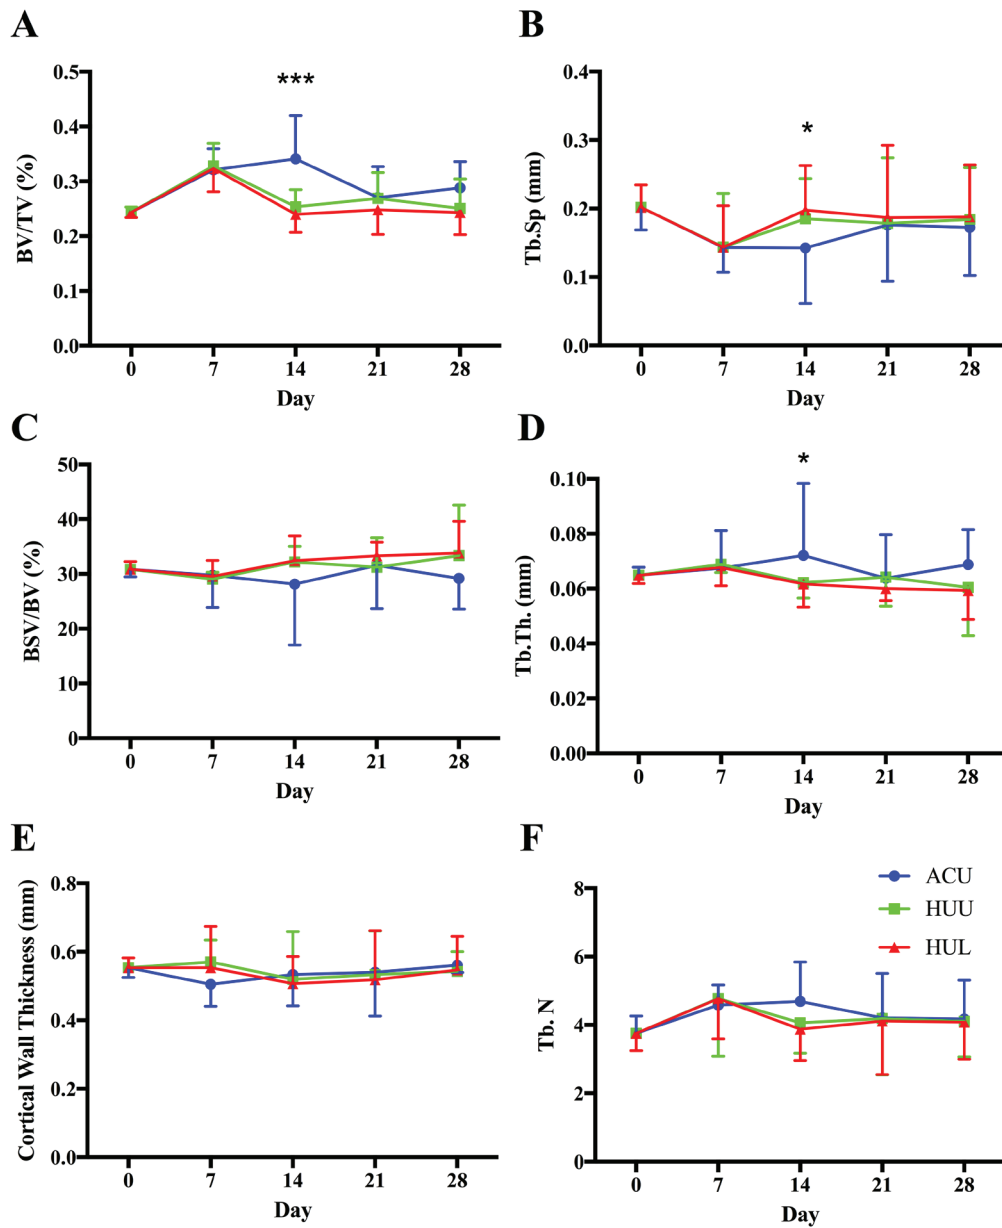 A
BV/TV (%)
0.5
0.4
0.3
0.2
0.1
0.0
***
0 7 14 21 28
Day
B
Tb.Sp (mm)
0.4
0.3
0.2
0.1
0.0
*
0 7 14 21 28
Day
C
BSV/BV (%)
50
40
30
20
10
0
0 7 14 21 28
Day
D
Tb.Th. (mm)
0.10
0.08
0.06
0.04
0.02
0.00
*
0 7 14 21 28
Day
E
Cortical Wall Thickness (mm)
0.8
0.6
0.4
0.2
0.0
0 7 14 21 28
Day
F
Tb. N
8
6
4
2
0
ACU
HUU
HUL
0 7 14 21 28
Day